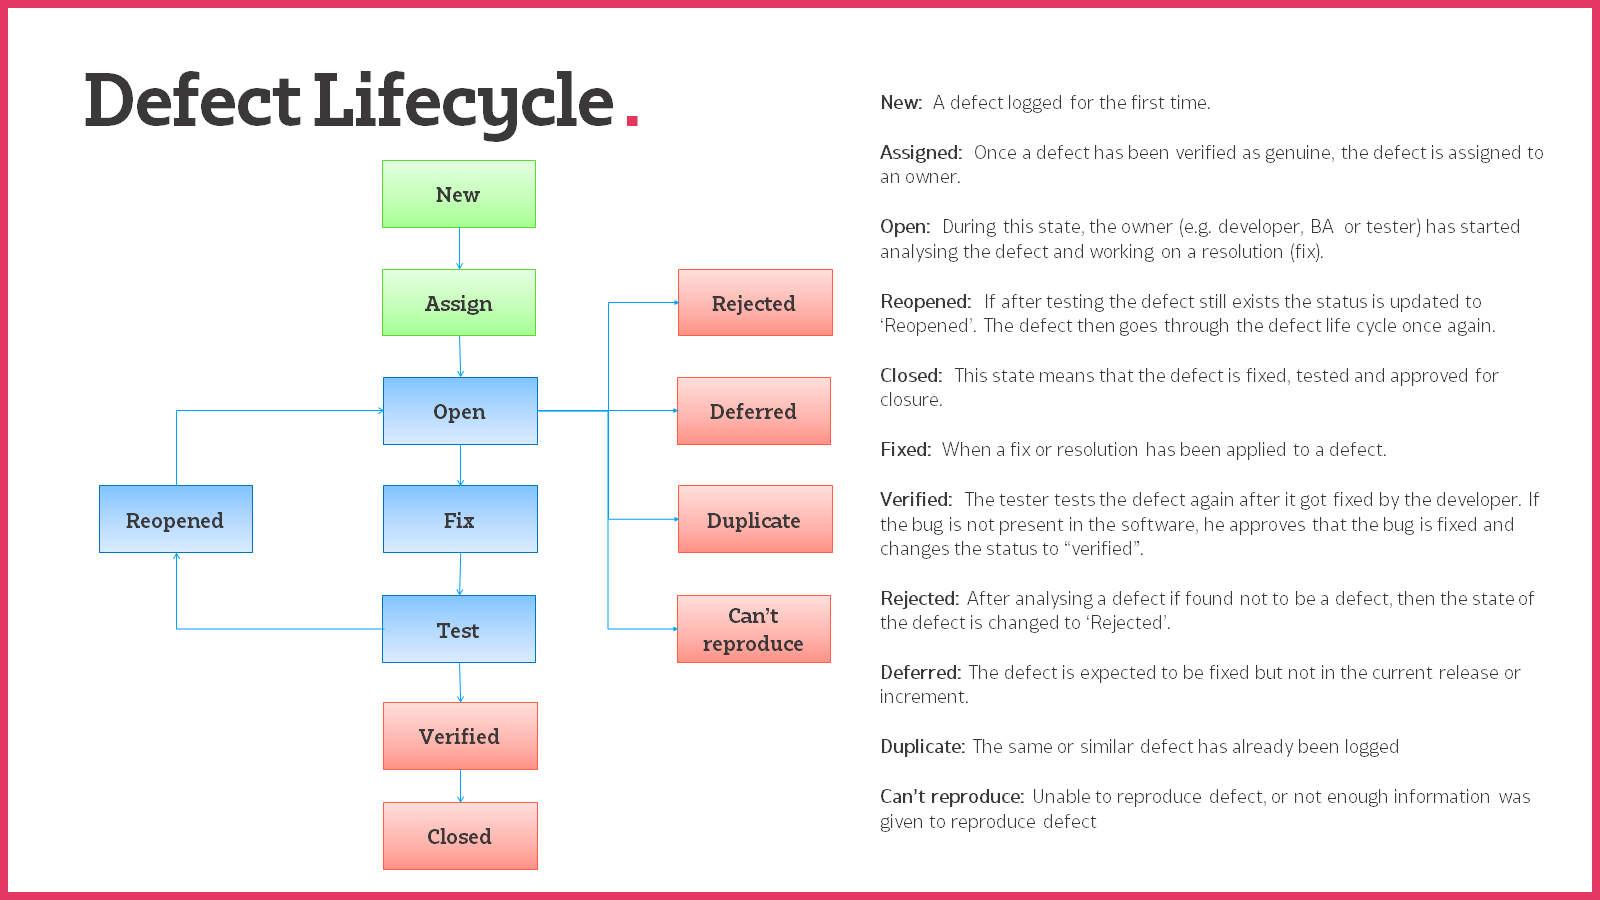 Defect Lifecycle.
New
Assign
Rejected
Open
Deferred
Reopened
Fix
Duplicate
Test
Can't
reproduce
Verified
Closed
New: A defect logged for the first time.
Assigned: Once a defect has been verified as genuine, the defect is assigned to
an owner.
Open: During this state, the owner (e.g. developer, BA or tester) has started
analysing the defect and working on a resolution (fix).
Reopened: If after testing the defect still exists the status is updated to
‘Reopened’. The defect then goes through the defect life cycle once again.
Closed: This state means that the defect is fixed, tested and approved for
closure.
Fixed: When a fix or resolution has been applied to a defect.
Verified: The tester tests the defect again after it got fixed by the developer. If
the bug is not present in the software, he approves that the bug is fixed and
changes the status to “verified”.
Rejected: After analysing a defect if found not to be a defect, then the state of
the defect is changed to ‘Rejected’.
Deferred: The defect is expected to be fixed but not in the current release or
increment.
Duplicate: The same or similar defect has already been logged
Can’t reproduce: Unable to reproduce defect, or not enough information was
given to reproduce defect